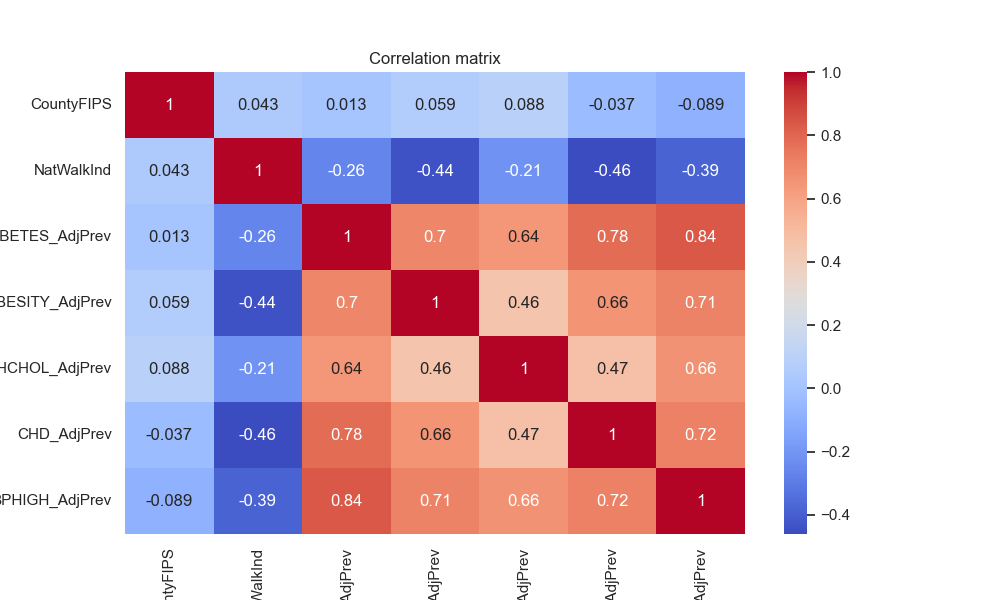 Correlation matrix
CountyFIPS 1 0.043 0.013 0.059 0.088 -0.037 -0.089
NatWalkInd 0.043 1 -0.26 -0.44 -0.21 -0.46 -0.39
BETES_AdjPrev 0.013 -0.26 1 0.7 0.64 0.78 0.84
BESITY_AdjPrev 0.059 -0.44 0.7 1 0.46 0.66 0.71
HCHOL_AdjPrev 0.088 -0.21 0.64 0.46 1 0.47 0.66
CHD_AdjPrev -0.037 -0.46 0.78 0.66 0.47 1 0.72
PHIGH_AdjPrev -0.089 -0.39 0.84 0.71 0.66 0.72 1
ntyFIPS
WalkInd
AdjPrev
AdjPrev
AdjPrev
AdjPrev
AdjPrev
1.0
0.8
0.6
0.4
0.2
0.0
−0.2
−0.4